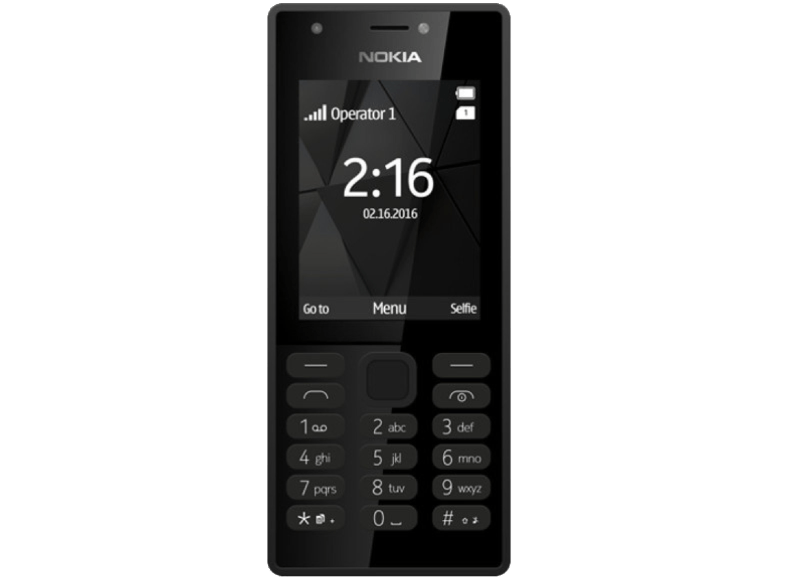 NOKIA
Operator 1
1
2:16
02.16.2016
Go to Menu Selfie
1
2 abc 3 def
4 ghi 5 jkl 6 mno
7 pqrs 8 tuv 9 wxyz
* 0 #